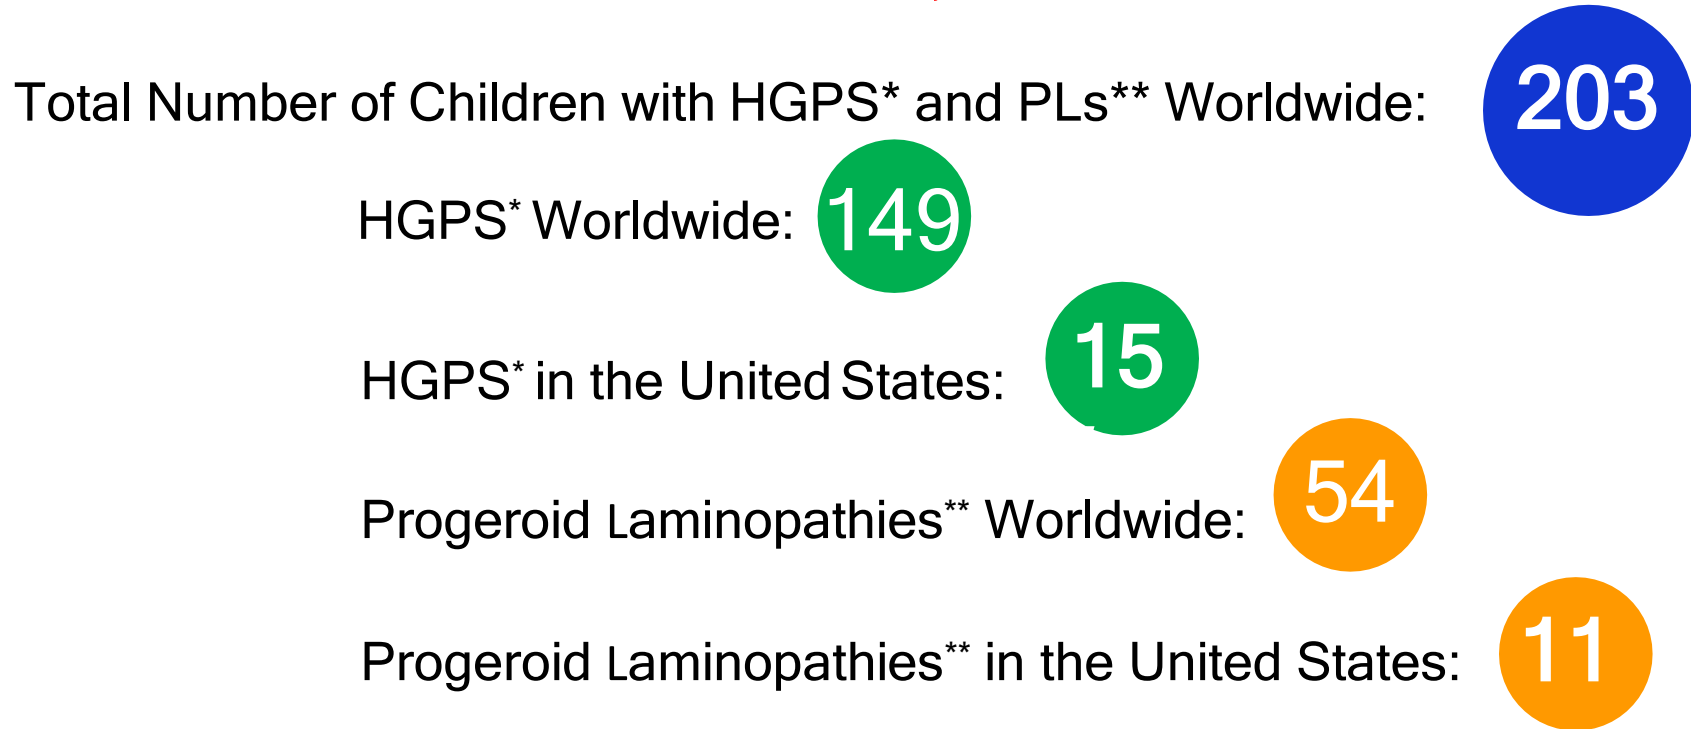 Total Number of Children with HGPS* and PLs** Worldwide: 203
HGPS* Worldwide: 149
HGPS* in the United States: 15
Progeroid Laminopathies** Worldwide: 54
Progeroid Laminopathies** in the United States: 11